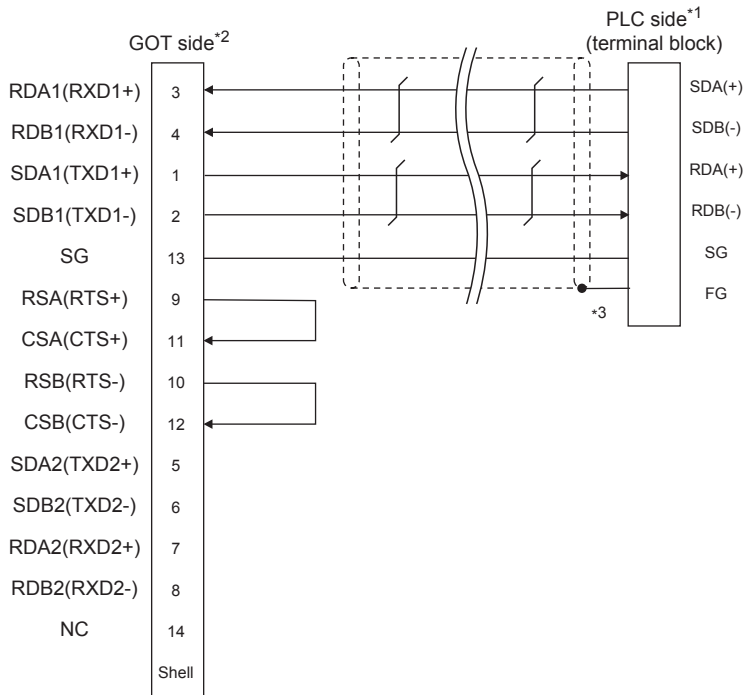 PLC side*1
GOT side*2 (terminal block)
RDA1(RXD1+) 3 SDA(+)
RDB1(RXD1-) 4 SDB(-)
SDA1(TXD1+) 1 RDA(+)
SDB1(TXD1-) 2 RDB(-)
SG 13 SG
RSA(RTS+) 9 FG
*3
CSA(CTS+) 11
RSB(RTS-) 10
CSB(CTS-) 12
SDA2(TXD2+) 5
SDB2(TXD2-) 6
RDA2(RXD2+) 7
RDB2(RXD2-) 8
NC 14
Shell